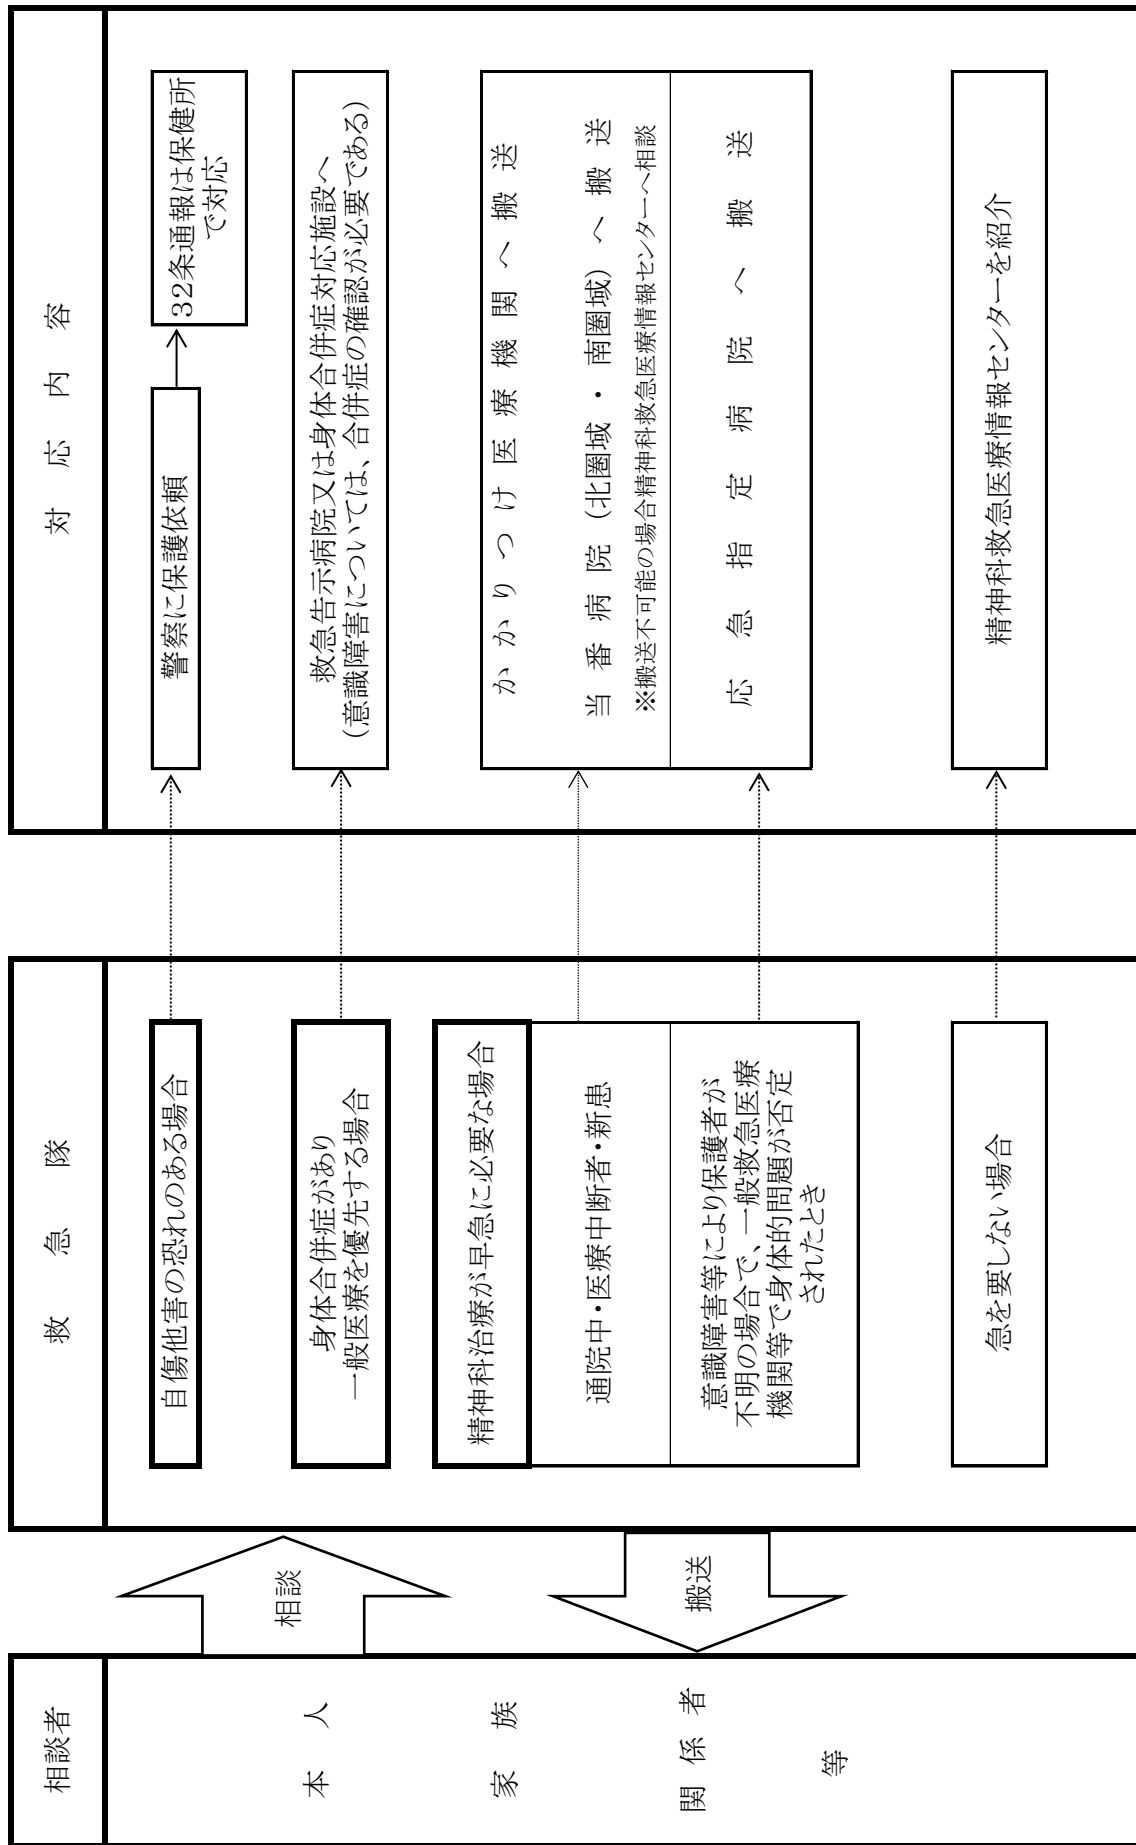 相談者
本人
家族
関係者
等
相談
搬送
救急隊
自傷他害の恐れのある場合
身体合併症があり
一般医療を優先する場合
精神科治療が早急に必要な場合
通院中・医療中断者・新患
意識障害等により保護者が
不明の場合で、一般救急医療
機関等で身体的問題が否定
されたとき
急を要しない場合
対応内容
警察に保護依頼
32条通報は保健所
で対応
救急告示病院又は身体合併症対応施設へ
(意識障害については、合併症の確認が必要である)
かかりつけ医療機関へ搬送
当番病院(北圏域・南圏域)へ搬送
※搬送不可能の場合精神科救急医療情報センターへ相談
応急指定病院へ搬送
精神科救急医療情報センターを紹介